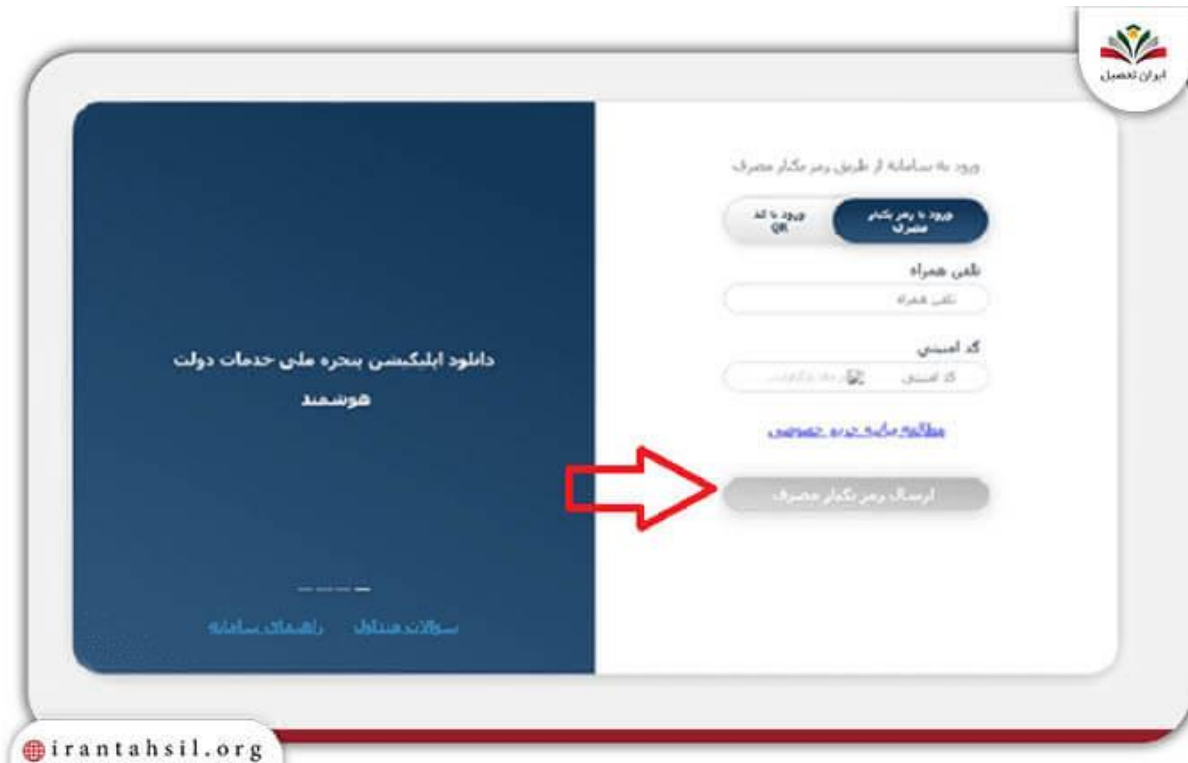 ایران تحصیل
ورود به سامانه از طریق رمز یکبار مصرف
ورود با رمز یکبار
مصرف
ورود با کد
QR
تلفن همراه
تلفن همراه
کد امنیتی
کد امنیتی
مطالعه بیانیه حریم خصوصی
ارسال رمز یکبار مصرف
دانلود اپلیکیشن پنجره ملی خدمات دولت
هوشمند
سوالات متداول راهنمای سامانه
irantahsil.org